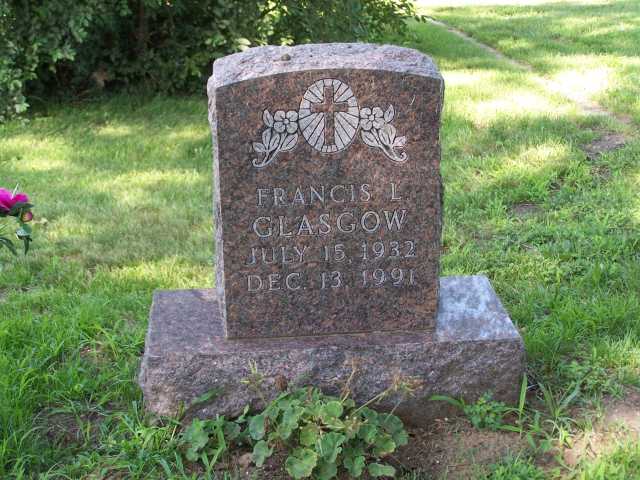 FRANCIS L.
GLASGOW
JULY 15, 1932
DEC. 13, 1991